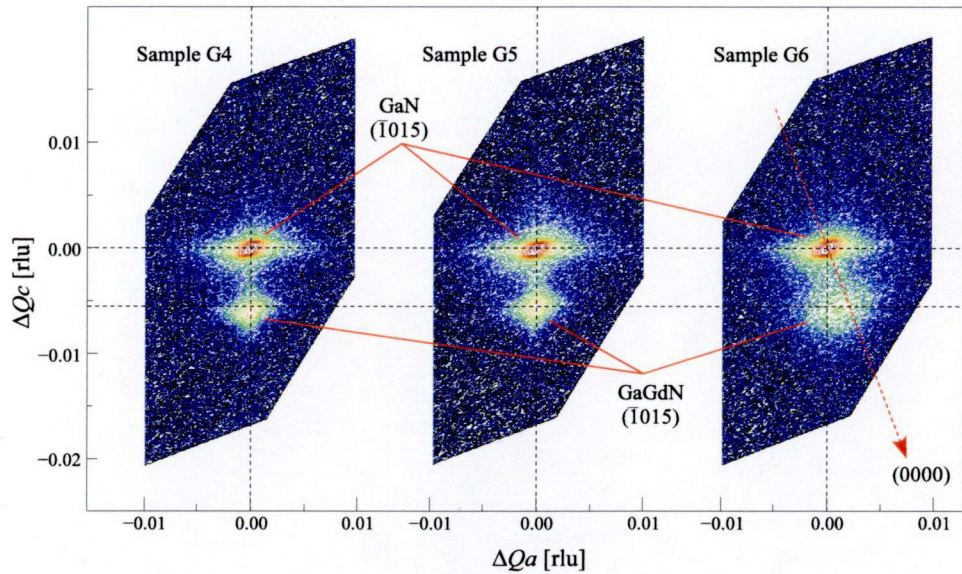 Sample G4
Sample G5
Sample G6
GaN
(1̅015)
0.01
0.00
−0.01
−0.02
ΔQc [rlu]
GaGdN
(1̅015)
(0000)
−0.01
0.00
0.01
−0.01
0.00
0.01
−0.01
0.00
0.01
ΔQa [rlu]